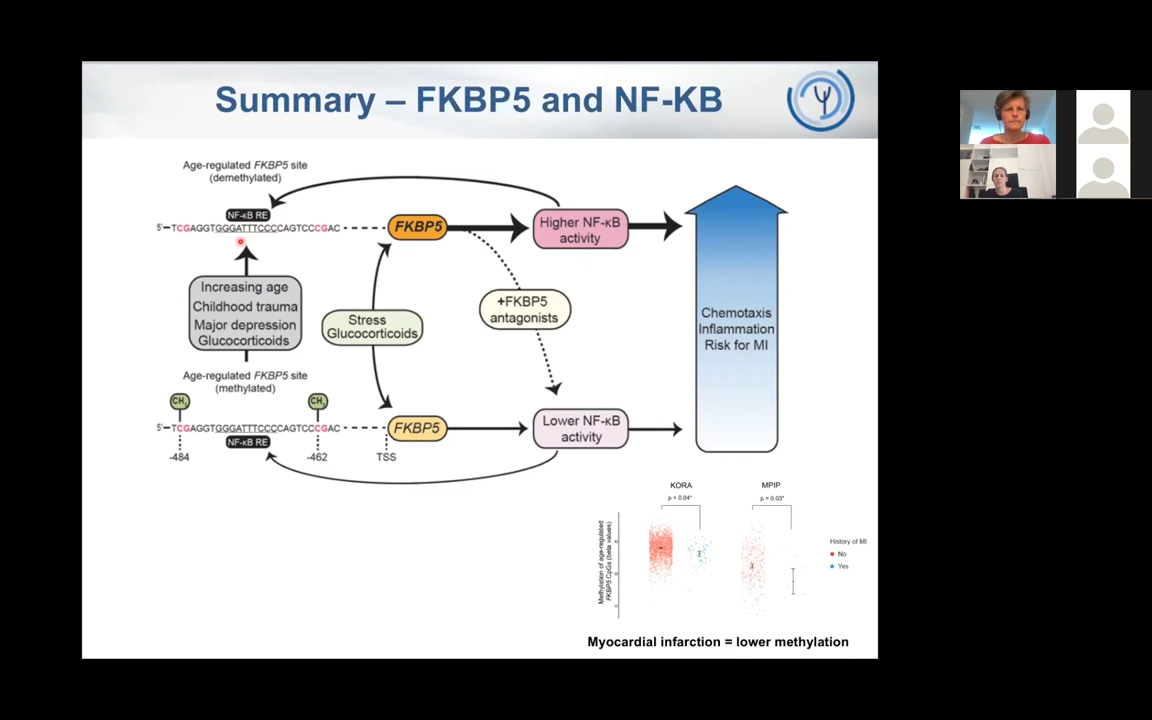 Summary – FKBP5 and NF-KB
Age-regulated FKBP5 site
(demethylated)
NF-κB RE
5'–TCGAGGTGGGATTTCCCCAGTCCCGAC
FKBP5
Higher NF-κB
activity
Increasing age
Childhood trauma
Major depression
Glucocorticoids
Stress
Glucocorticoids
+FKBP5
antagonists
Chemotaxis
Inflammation
Risk for MI
Age-regulated FKBP5 site
(methylated)
CH₃
CH₃
5'–TCGAGGTGGGATTTCCCCAGTCCCGAC
NF-κB RE
-484
-462
TSS
FKBP5
Lower NF-κB
activity
KORA
MPIP
p = 0.04*
p = 0.03*
Methylation of age-regulated
FKBP5 CpGs (beta values)
History of MI
No
Yes
Myocardial infarction = lower methylation